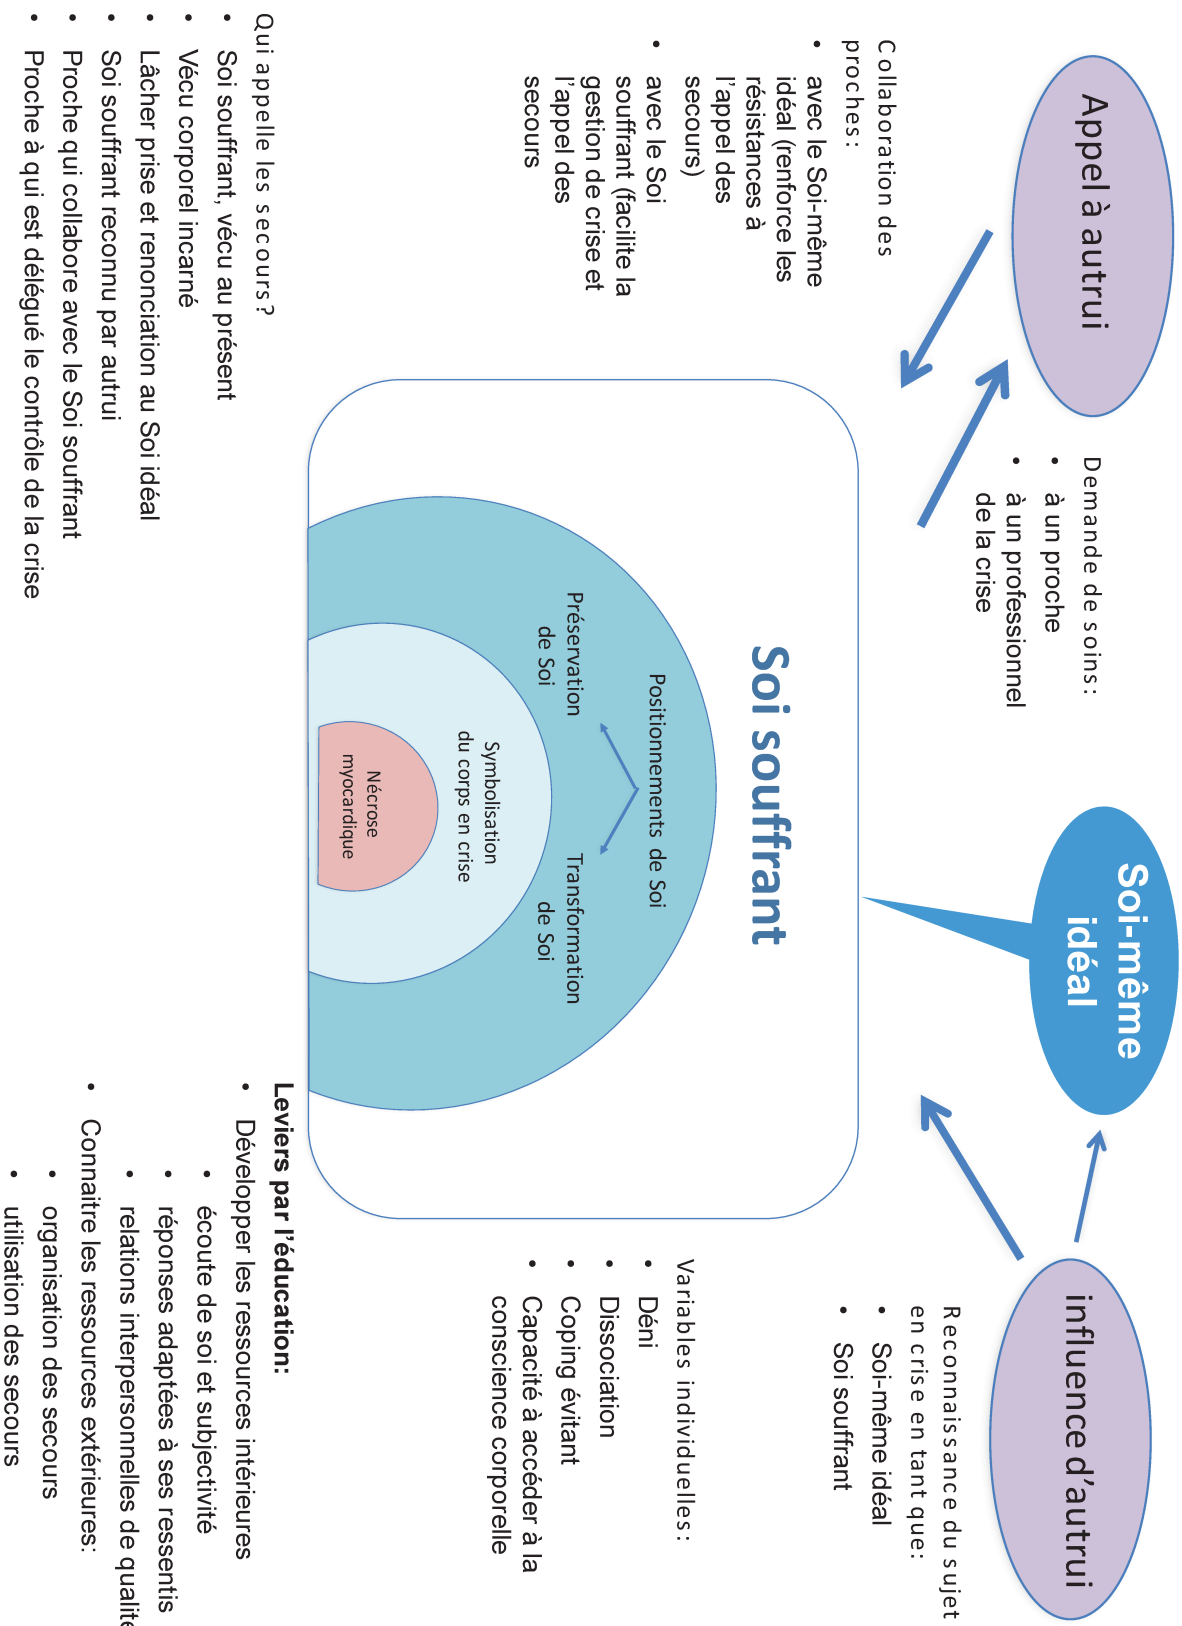 Appel à autrui
Demande de soins:
• à un proche
• à un professionnel
de la crise
Soi-même
idéal
influence d'autrui
Reconnaissance du sujet
en crise en tant que:
• Soi-même idéal
• Soi souffrant
Collaboration des
proches:
• avec le Soi-même
idéal (renforce les
résistances à
l'appel des
secours)
• avec le Soi
souffrant (facilite la
gestion de crise et
l'appel des
secours
Soi souffrant
Positionnements de Soi
Préservation
de Soi
Transformation
de Soi
Symbolisation
du corps en crise
Nécrose
myocardique
Variables individuelles:
• Déni
• Dissociation
• Coping évitant
• Capacité à accéder à la
conscience corporelle
Qui appelle les secours?
• Soi souffrant, vécu au présent
• Vécu corporel incarné
• Lâcher prise et renonciation au Soi idéal
• Soi souffrant reconnu par autrui
• Proche qui collabore avec le Soi souffrant
• Proche à qui est délégué le contrôle de la crise
Leviers par l'éducation:
• Développer les ressources intérieures
• écoute de soi et subjectivité
• réponses adaptées à ses ressentis
• relations interpersonnelles de qualité
• Connaitre les ressources extérieures:
• organisation des secours
• utilisation des secours